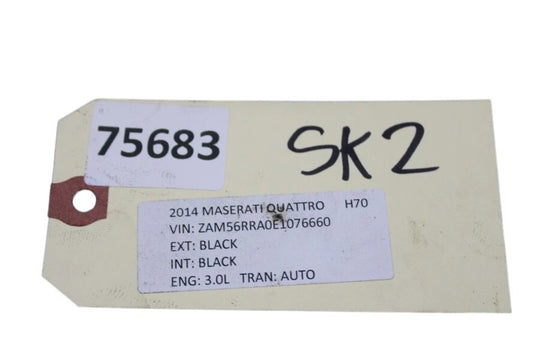 75683
SK2
2014 MASERATI QUATTRO H70
VIN: ZAM56RRA0E1076660
EXT: BLACK
INT: BLACK
ENG: 3.0L TRAN: AUTO